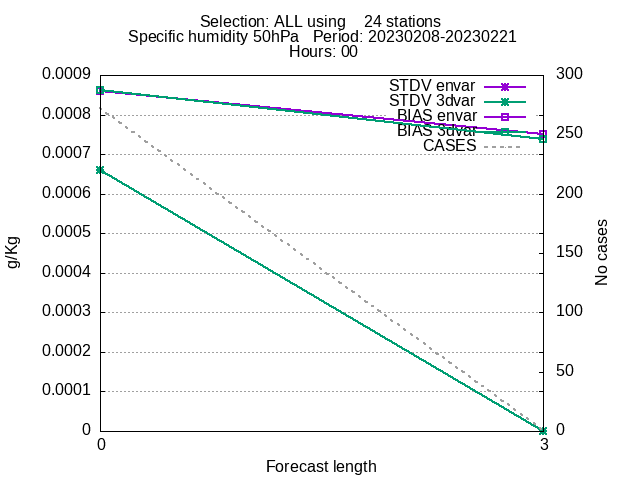 Selection: ALL using    24 stations
Specific humidity 50hPa   Period: 20230208-20230221
Hours: 00
0.0009
0.0008
0.0007
0.0006
0.0005
0.0004
0.0003
0.0002
0.0001
0
g/Kg
STDV envar
STDV 3dvar
BIAS envar
BIAS 3dvar
CASES
300
250
200
150
100
50
0
No cases
0
3
Forecast length